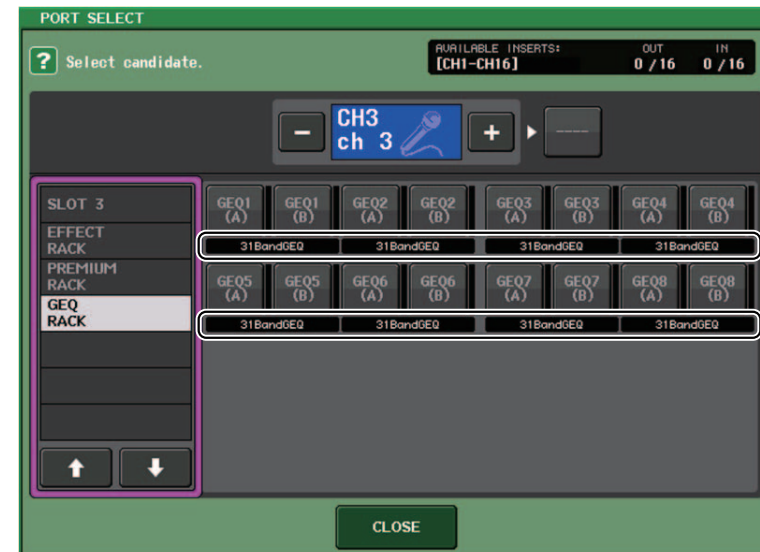 PORT SELECT
? Select candidate.
AVAILABLE INSERTS: OUT IN
[CH1-CH16] 0 /16 0 /16
− CH3 + ----
ch 3
SLOT 3
EFFECT
RACK
PREMIUM
RACK
GEQ
RACK
GEQ1 GEQ1 GEQ2 GEQ2 GEQ3 GEQ3 GEQ4 GEQ4
(A) (B) (A) (B) (A) (B) (A) (B)
31BandGEQ 31BandGEQ 31BandGEQ 31BandGEQ
GEQ5 GEQ5 GEQ6 GEQ6 GEQ7 GEQ7 GEQ8 GEQ8
(A) (B) (A) (B) (A) (B) (A) (B)
31BandGEQ 31BandGEQ 31BandGEQ 31BandGEQ
CLOSE